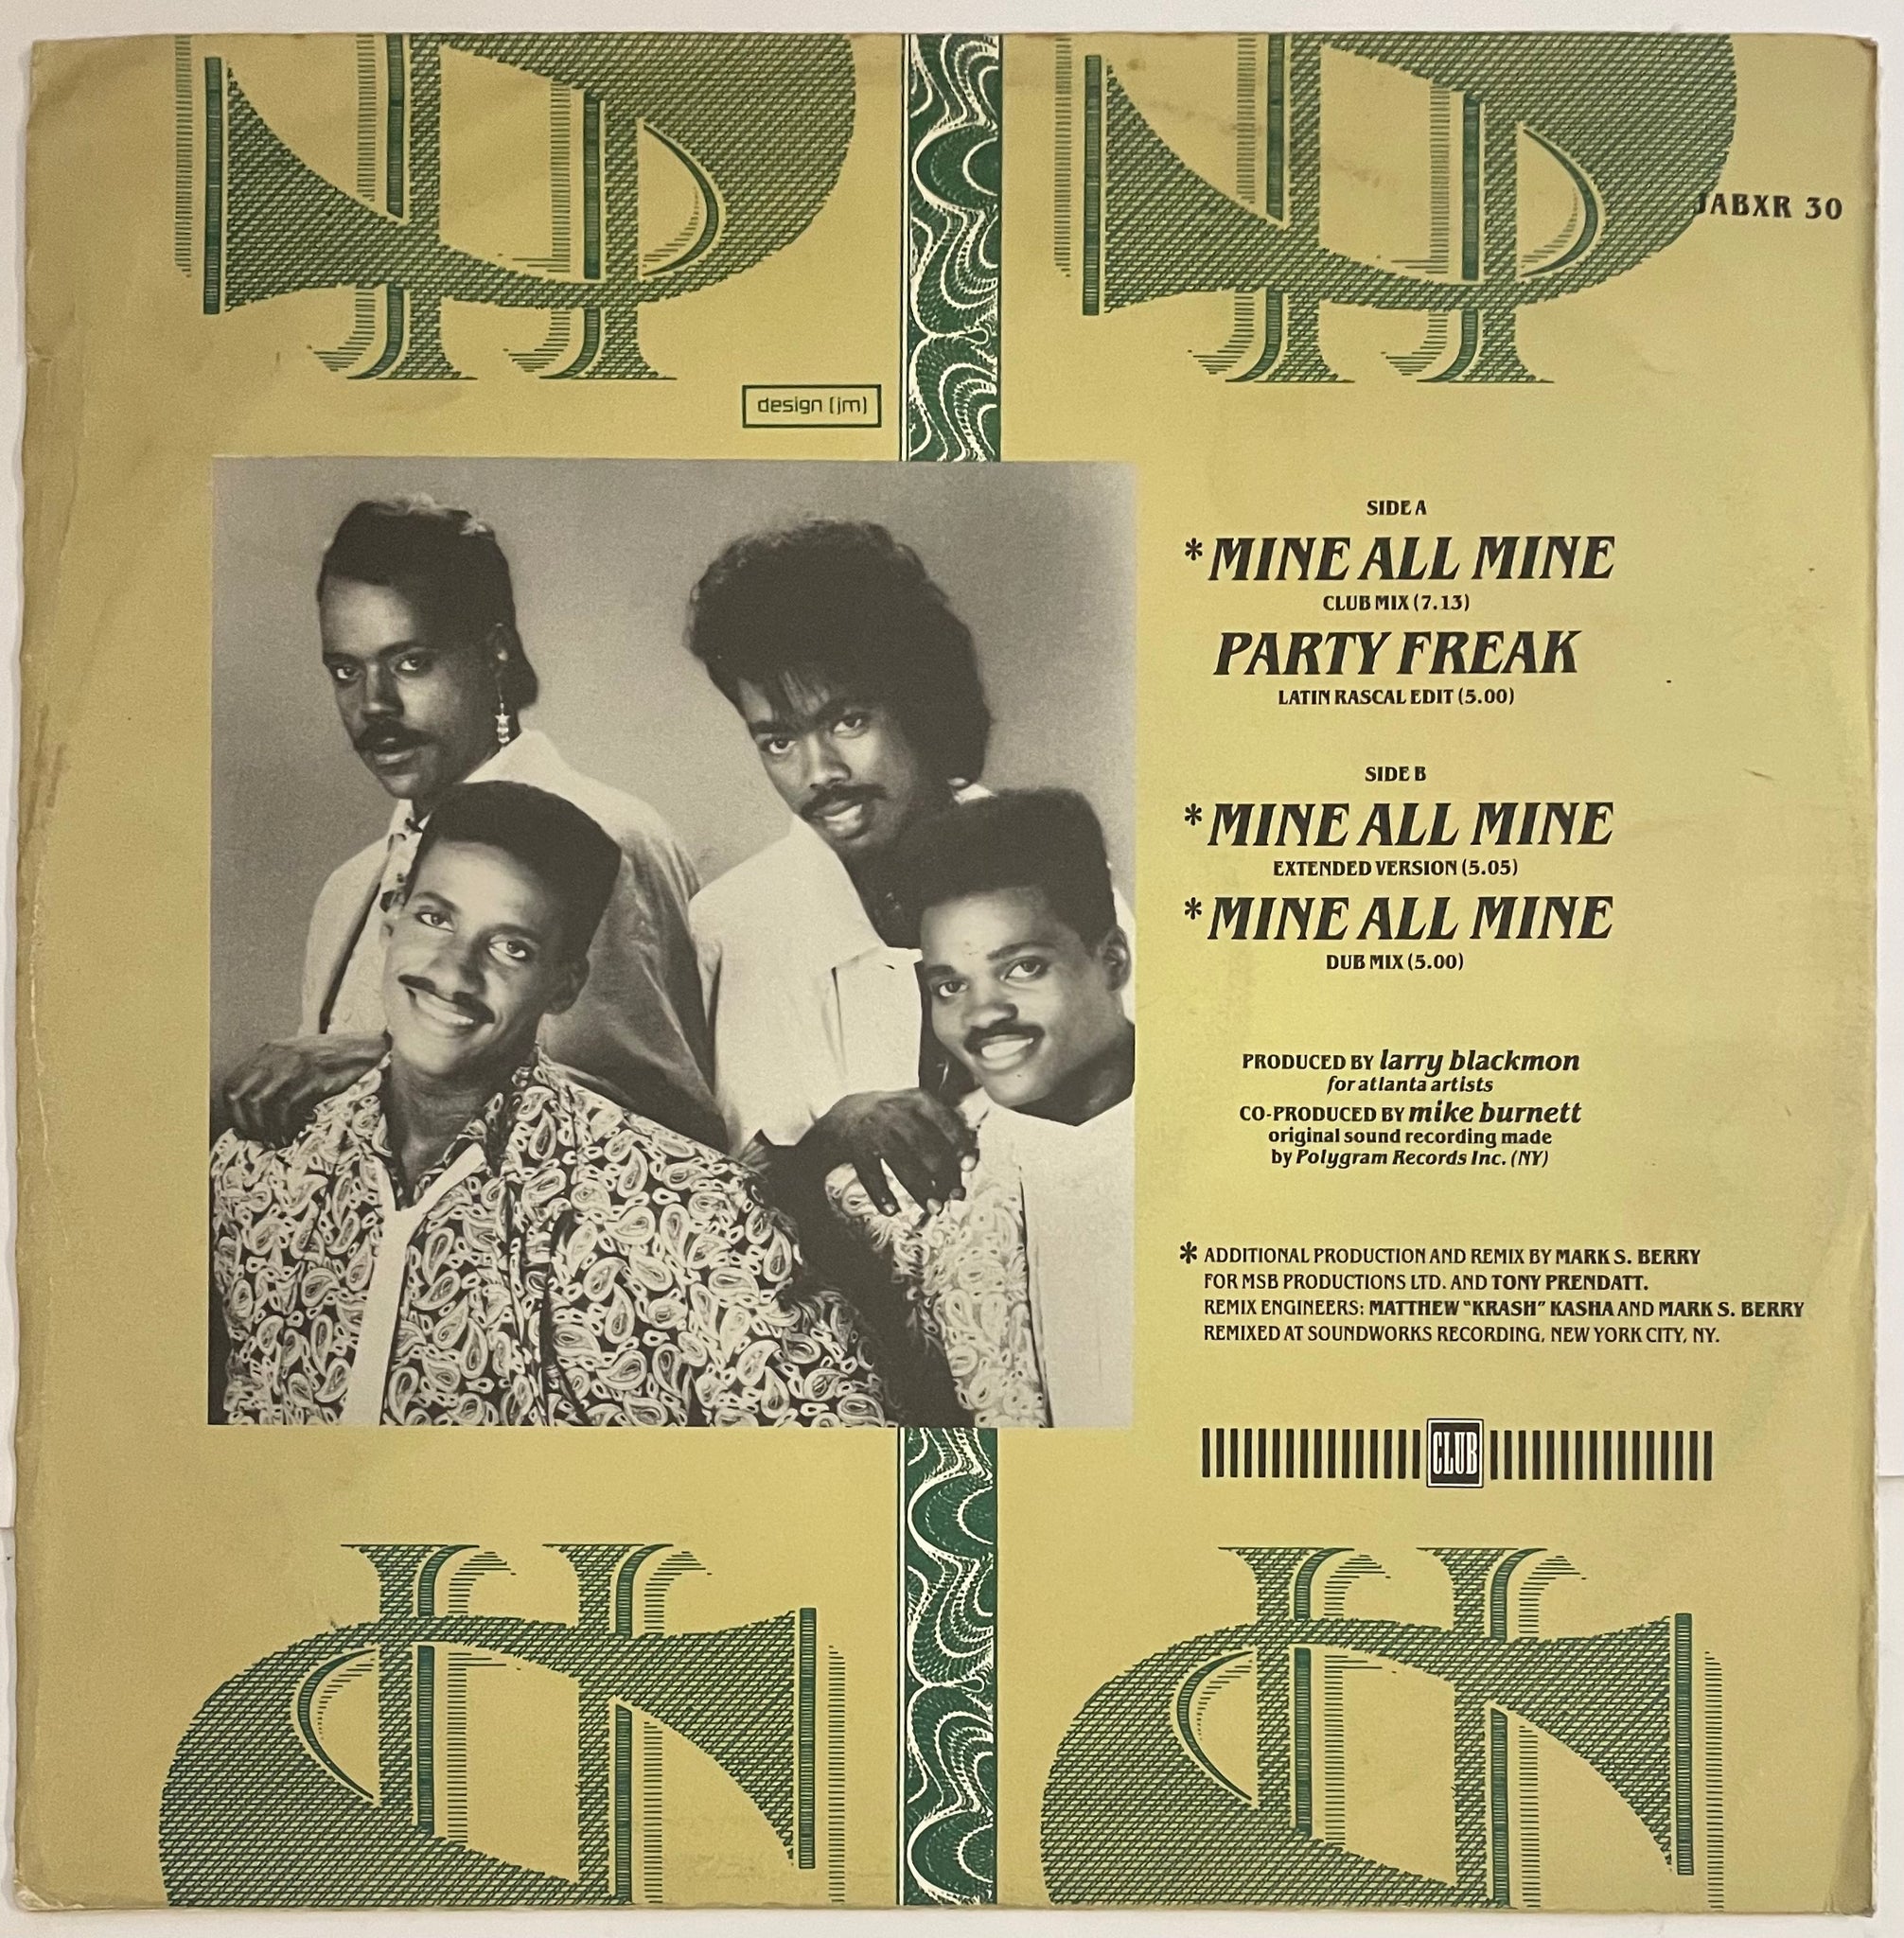 JABXR 30
design (jm)
SIDE A
*MINE ALL MINE
CLUB MIX (7.13)
PARTY FREAK
LATIN RASCAL EDIT (5.00)
SIDE B
*MINE ALL MINE
EXTENDED VERSION (5.05)
*MINE ALL MINE
DUB MIX (5.00)
PRODUCED BY larry blackmon
for atlanta artists
CO-PRODUCED BY mike burnett
original sound recording made
by Polygram Records Inc. (NY)
* ADDITIONAL PRODUCTION AND REMIX BY MARK S. BERRY
FOR MSB PRODUCTIONS LTD. AND TONY PRENDATT.
REMIX ENGINEERS: MATTHEW "KRASH" KASHA AND MARK S. BERRY
REMIXED AT SOUNDWORKS RECORDING, NEW YORK CITY, NY.
CLUB